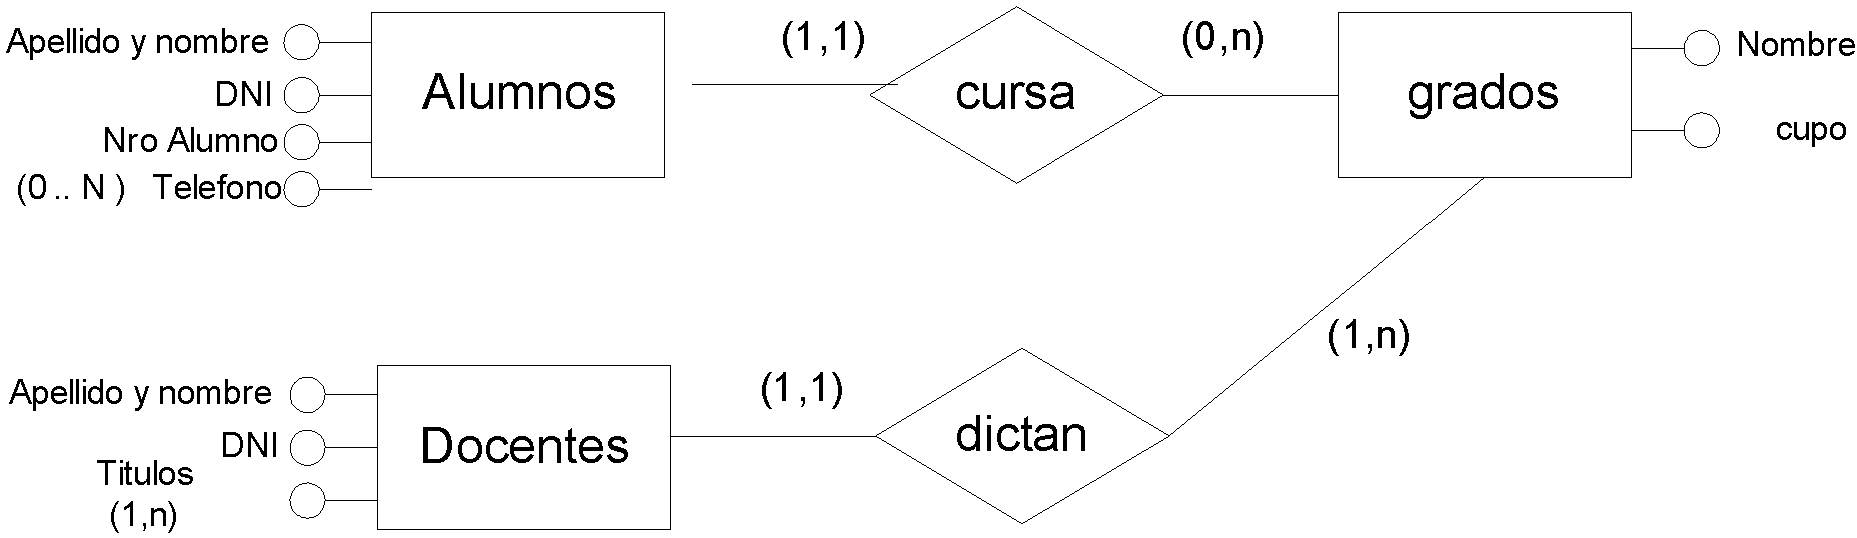 Apellido y nombre
DNI
Nro Alumno
(0 .. N ) Telefono
Alumnos
(1,1)
cursa
(0,n)
grados
Nombre
cupo
(1,n)
Apellido y nombre
DNI
Titulos
(1,n)
Docentes
(1,1)
dictan